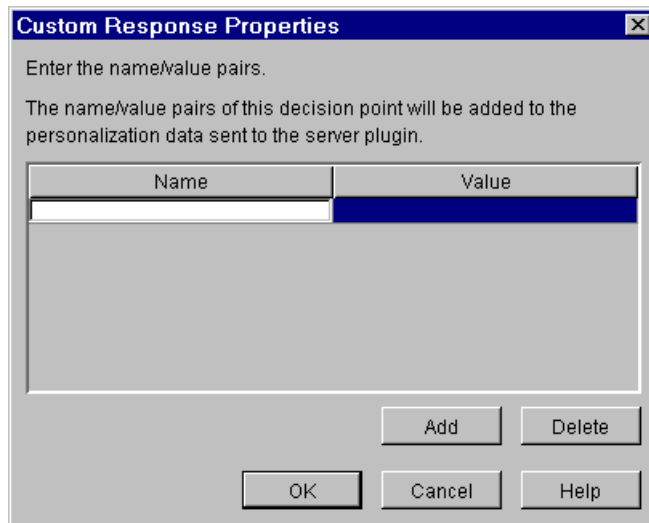 Custom Response Properties
Enter the name/value pairs.
The name/value pairs of this decision point will be added to the
personalization data sent to the server plugin.
Name Value
Add Delete
OK Cancel Help